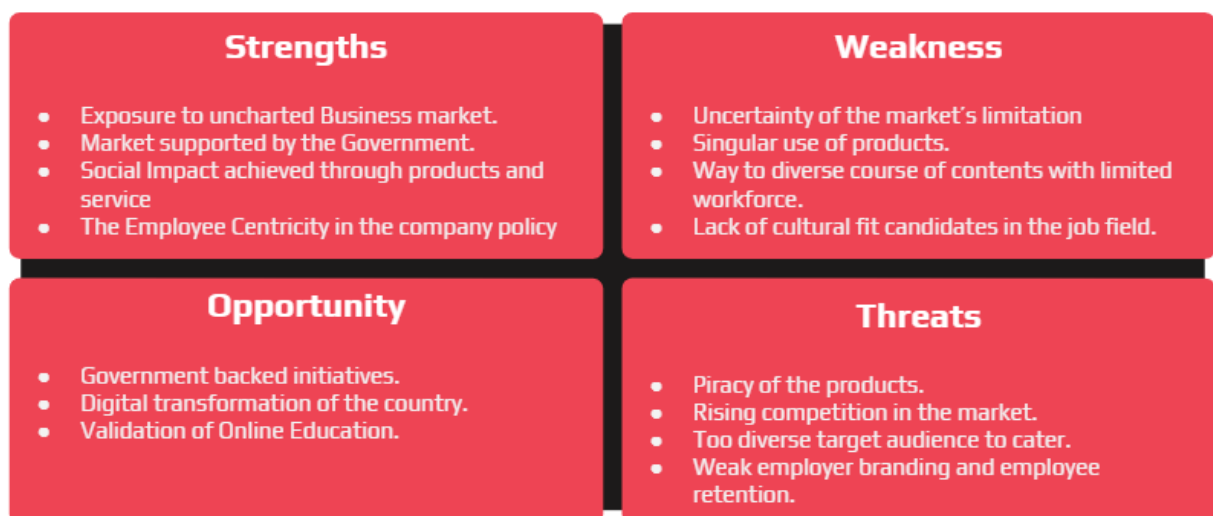 Strengths
● Exposure to uncharted Business market.
● Market supported by the Government.
● Social Impact achieved through products and
service
● The Employee Centricity in the company policy
Weakness
● Uncertainty of the market's limitation
● Singular use of products.
● Way to diverse course of contents with limited
workforce.
● Lack of cultural fit candidates in the job field.
Opportunity
● Government backed initiatives.
● Digital transformation of the country.
● Validation of Online Education.
Threats
● Piracy of the products.
● Rising competition in the market.
● Too diverse target audience to cater.
● Weak employer branding and employee
retention.